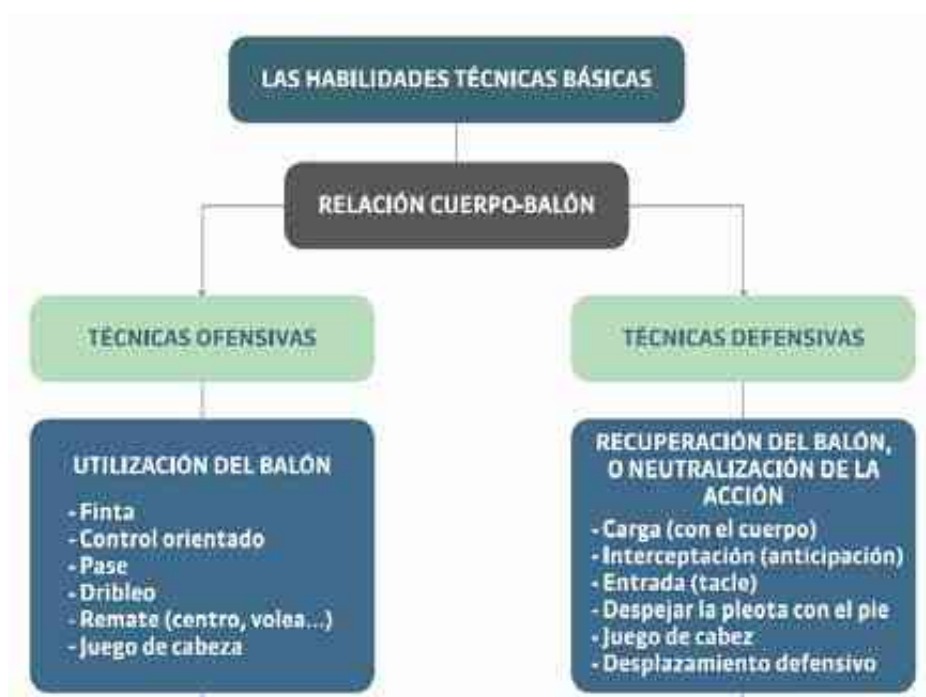 LAS HABILIDADES TÉCNICAS BÁSICAS
RELACIÓN CUERPO-BALÓN
TÉCNICAS OFENSIVAS
UTILIZACIÓN DEL BALÓN
- Finta
- Control orientado
- Pase
- Dribleo
- Remate (centro, volea...)
- Juego de cabeza
TÉCNICAS DEFENSIVAS
RECUPERACIÓN DEL BALÓN,
O NEUTRALIZACIÓN DE LA
ACCIÓN
- Carga (con el cuerpo)
- Interceptación (anticipación)
- Entrada (tacle)
- Despejar la pleota con el pie
- Juego de cabez
- Desplazamiento defensivo